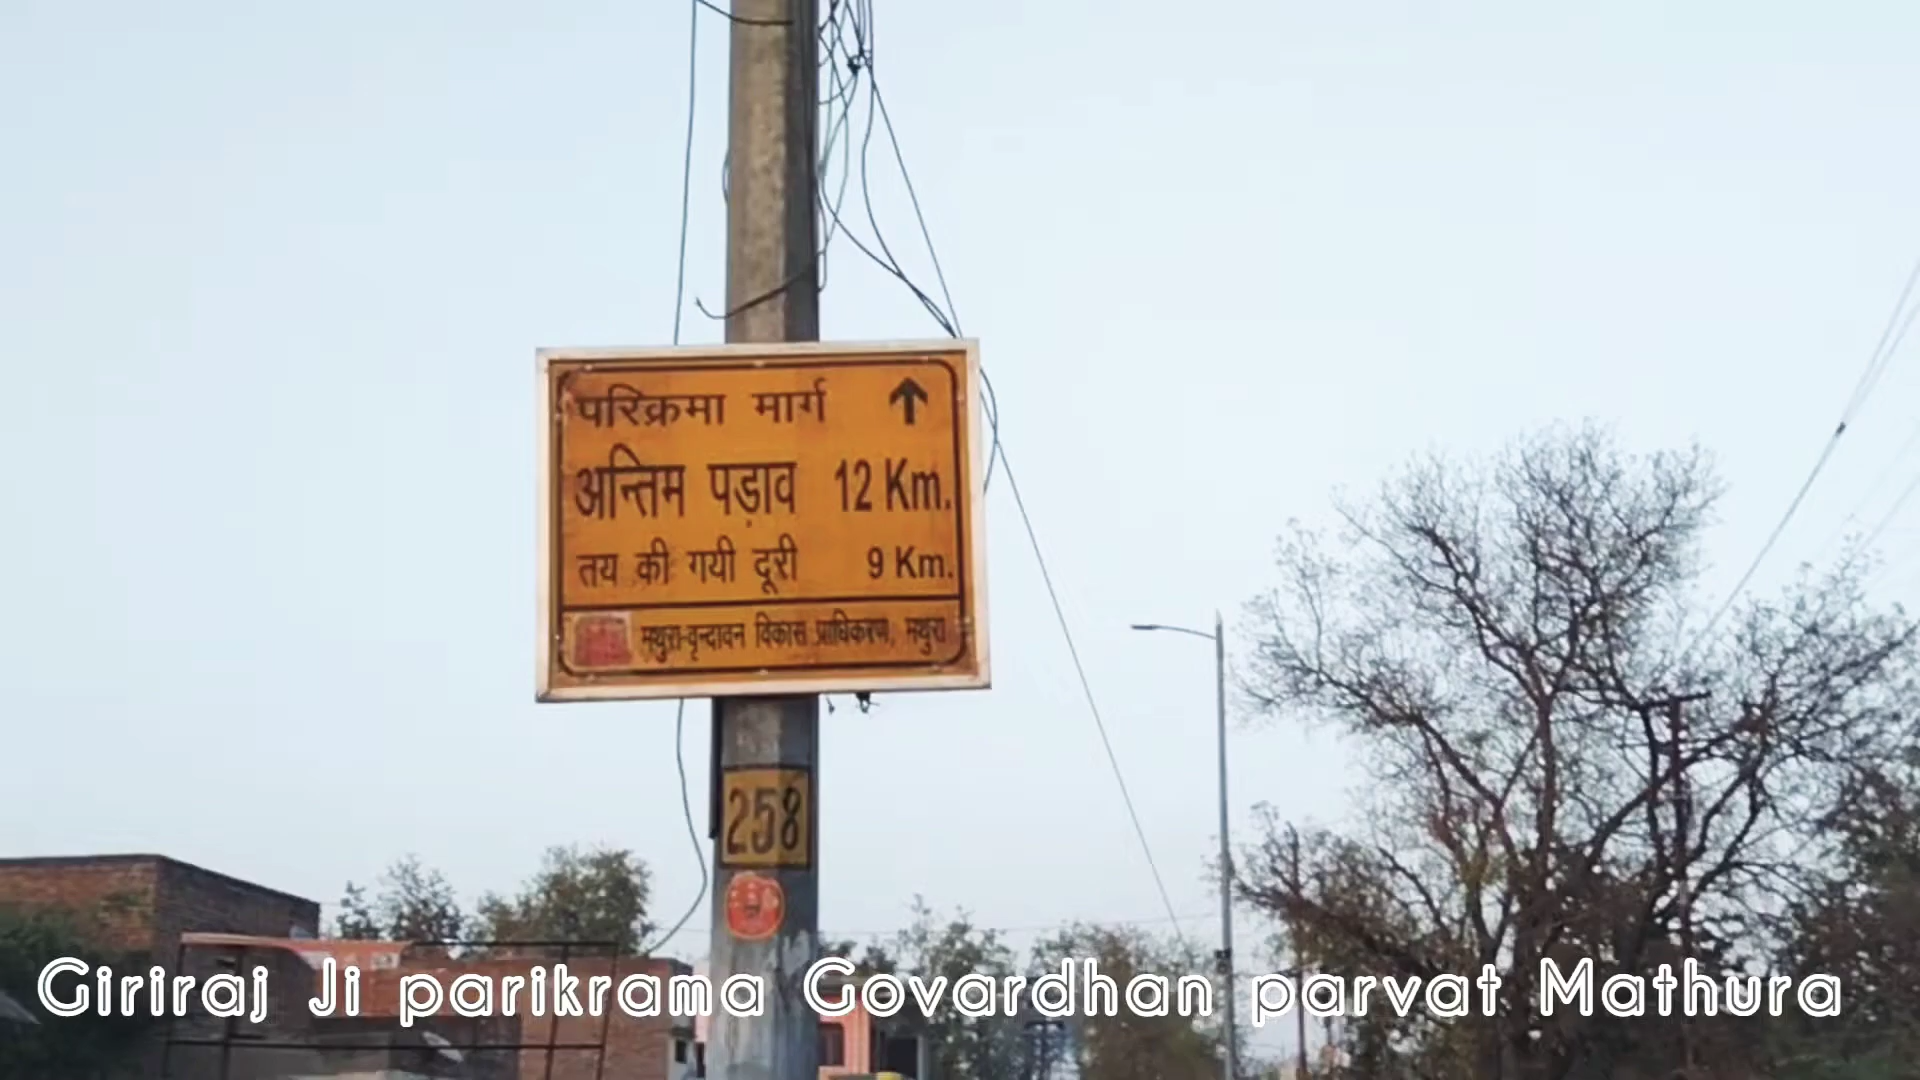 परिक्रमा मार्ग ↑
अन्तिम पड़ाव 12 Km.
तय की गयी दूरी 9 Km.
मथुरा-वृन्दावन विकास प्राधिकरण, मथुरा
258
Giriraj Ji parikrama Govardhan parvat Mathura